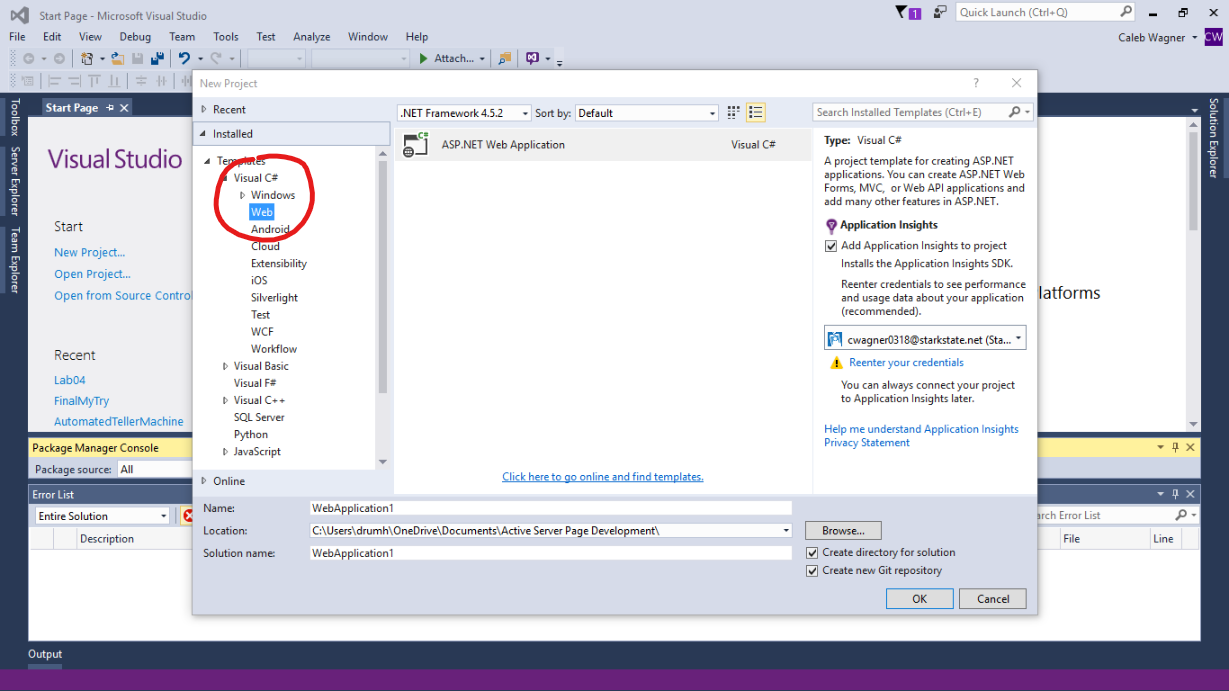 Start Page - Microsoft Visual Studio
1
Quick Launch (Ctrl+Q)
File Edit View Debug Team Tools Test Analyze Window Help
Caleb Wagner CW
Attach...
Toolbox
Server Explorer
Team Explorer
Start Page
Visual Studio
Start
New Project...
Open Project...
Open from Source Control
Recent
Lab04
FinalMyTry
AutomatedTellerMachine
latforms
Solution Explorer
New Project
?
Recent
.NET Framework 4.5.2 Sort by: Default
Search Installed Templates (Ctrl+E)
Installed
Templates
Visual C#
Windows
Web
Android
Cloud
Extensibility
iOS
Silverlight
Test
WCF
Workflow
Visual Basic
Visual F#
Visual C++
SQL Server
Python
JavaScript
Online
C#
ASP.NET Web Application Visual C#
Click here to go online and find templates.
Type: Visual C#
A project template for creating ASP.NET
applications. You can create ASP.NET Web
Forms, MVC, or Web API applications and
add many other features in ASP.NET.
Application Insights
Add Application Insights to project
Installs the Application Insights SDK.
Reenter credentials to see performance
and usage data about your application
(recommended).
cwagner0318@starkstate.net (Sta...
Reenter your credentials
You can always connect your project
to Application Insights later.
Help me understand Application Insights
Privacy Statement
Name: WebApplication1
Location: C:\Users\drumh\OneDrive\Documents\Active Server Page Development\
Browse...
Solution name: WebApplication1
Create directory for solution
Create new Git repository
OK Cancel
Package Manager Console
Package source: All
Error List
Entire Solution
arch Error List
Description File Line
Output